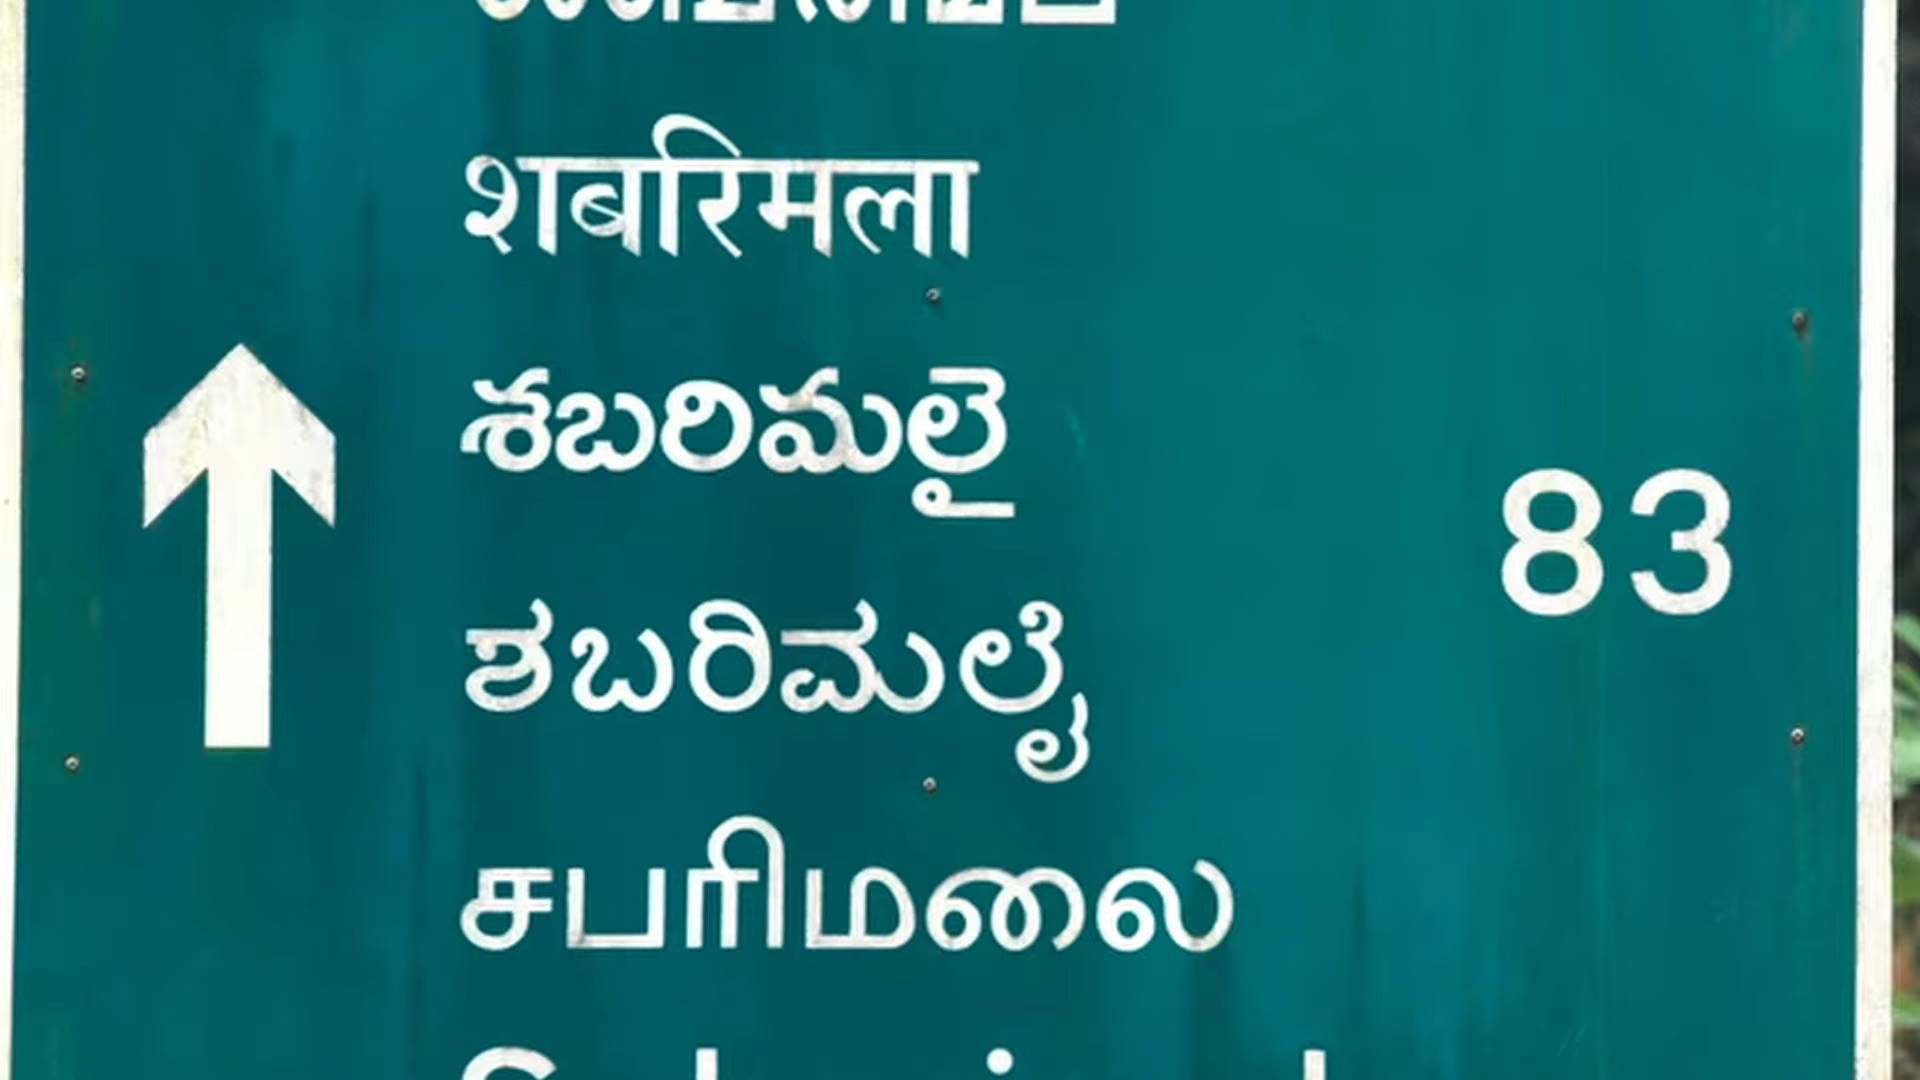 शबरिमला
శబరిమలై
ಶಬರಿಮಲೈ
83
சபரிமலை